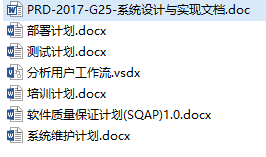 PRD-2017-G25-系统设计与实现文档.doc
部署计划.docx
测试计划.docx
分析用户工作流.vsdx
培训计划.docx
软件质量保证计划(SQAP)1.0.docx
系统维护计划.docx